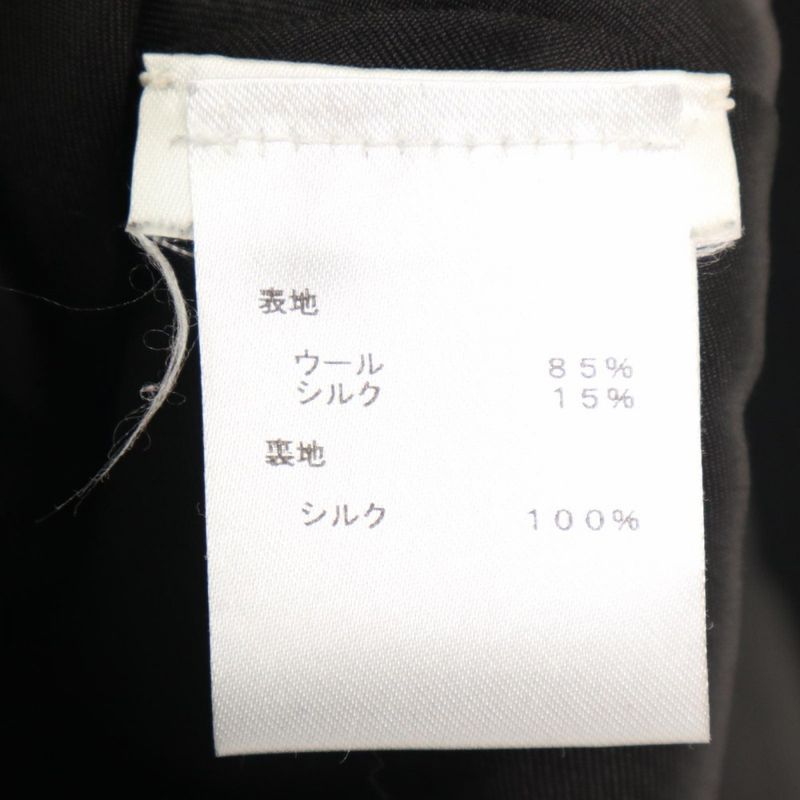 表地
ウール 85%
シルク 15%
裏地
シルク 100%